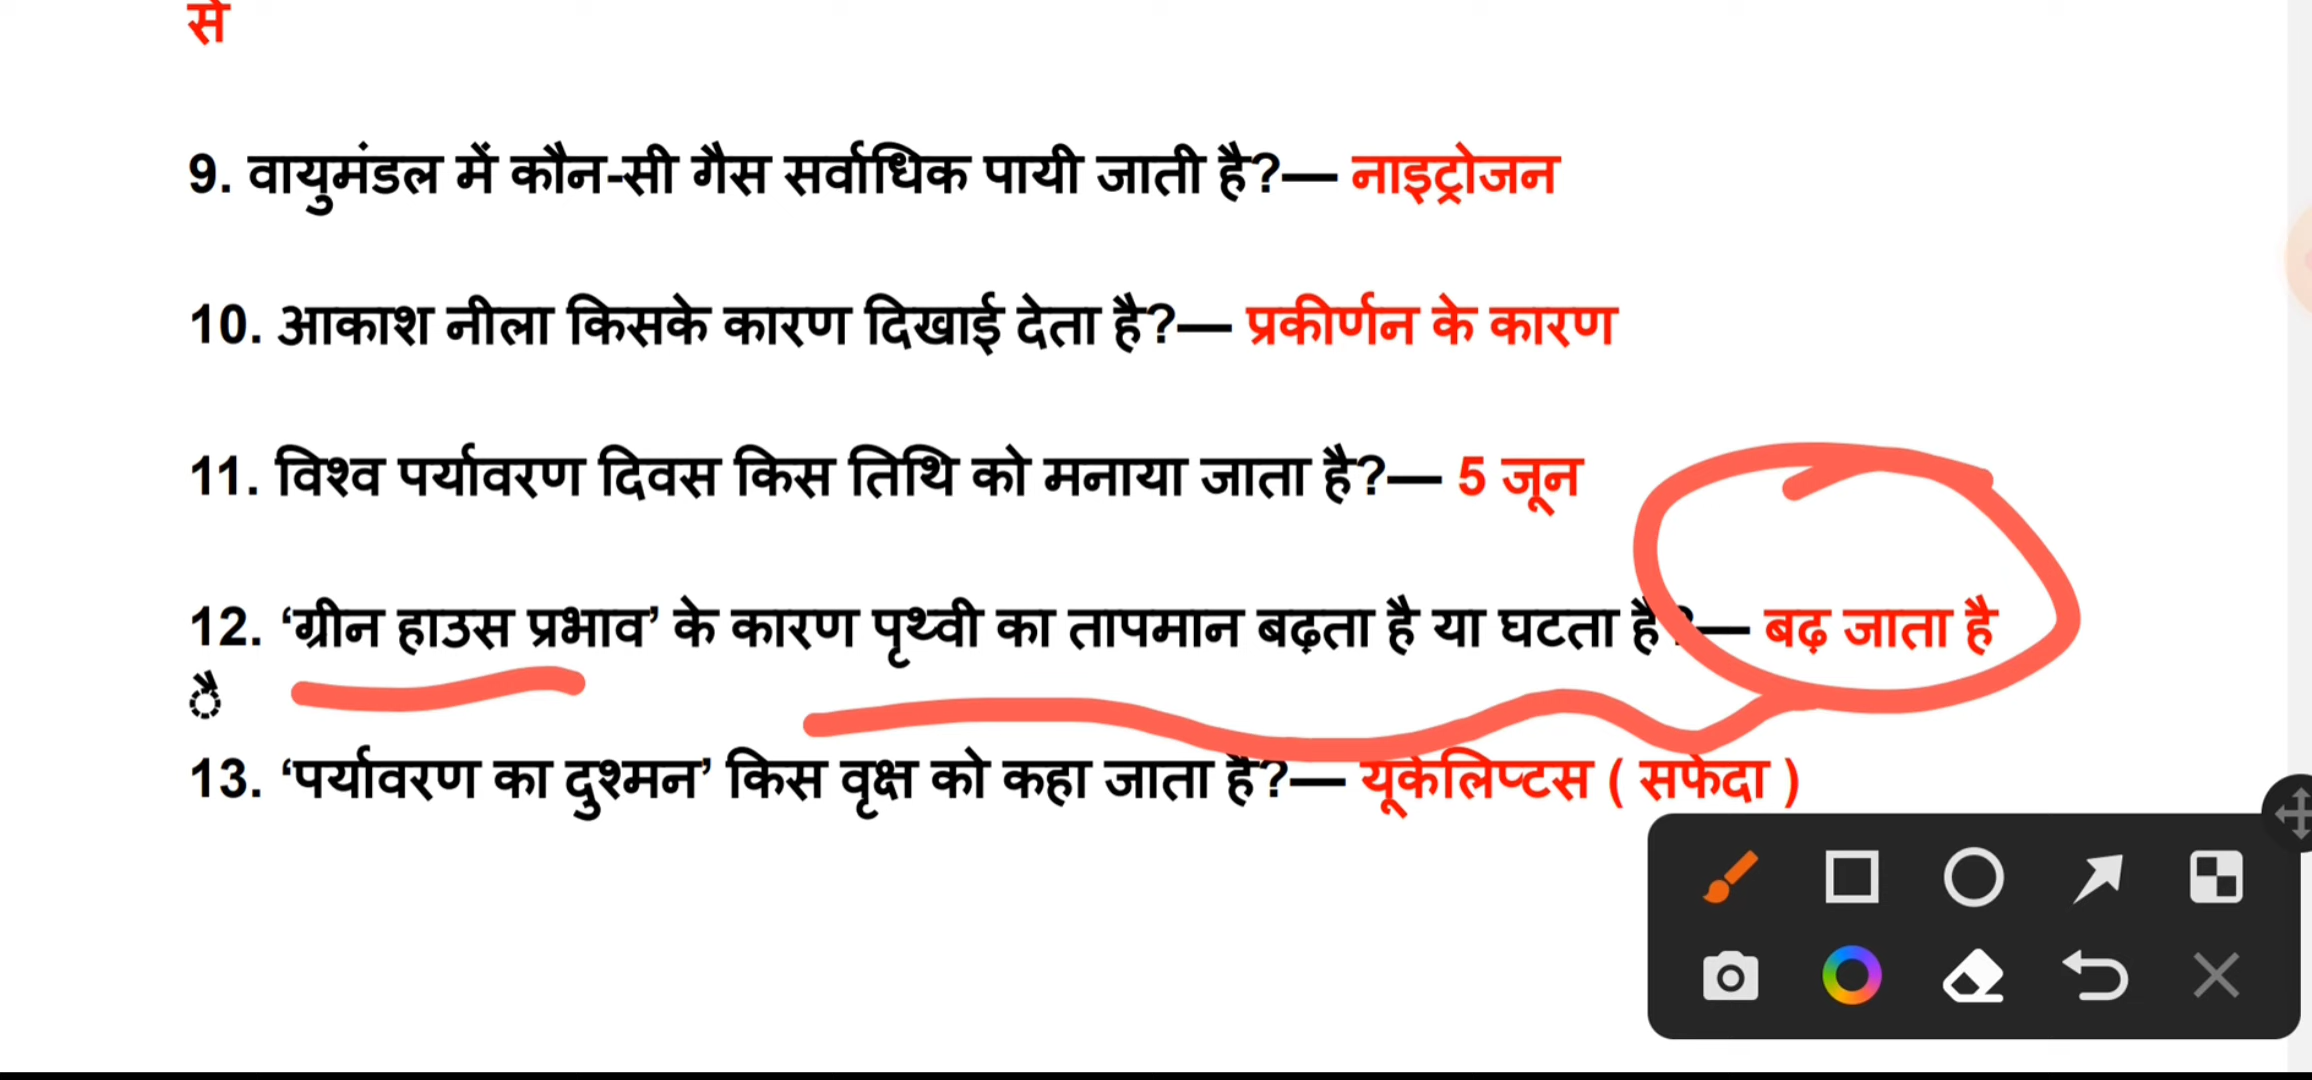 से
9. वायुमंडल में कौन-सी गैस सर्वाधिक पायी जाती है?— नाइट्रोजन
10. आकाश नीला किसके कारण दिखाई देता है?— प्रकीर्णन के कारण
11. विश्व पर्यावरण दिवस किस तिथि को मनाया जाता है?— 5 जून
12. ‘ग्रीन हाउस प्रभाव’ के कारण पृथ्वी का तापमान बढ़ता है या घटता है ?— बढ़ जाता है
ै
13. ‘पर्यावरण का दुश्मन’ किस वृक्ष को कहा जाता है?— यूकेलिप्टस ( सफेदा )